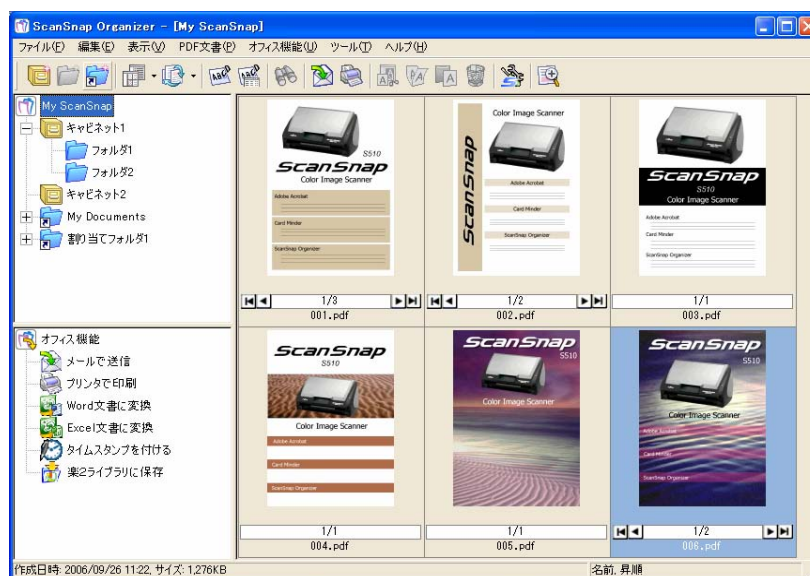 ScanSnap Organizer - [My ScanSnap]
ファイル(F) 編集(E) 表示(V) PDF文書(P) オフィス機能(U) ツール(T) ヘルプ(H)
My ScanSnap
キャビネット1
フォルダ1
フォルダ2
キャビネット2
My Documents
割り当てフォルダ1
オフィス機能
メールで送信
プリンタで印刷
Word文書に変換
Excel文書に変換
タイムスタンプを付ける
楽2ライブラリに保存
S510
ScanSnap
Color Image Scanner
Adobe Acrobat
Card Minder
ScanSnap Organizer
1/3
001.pdf
Color Image Scanner
ScanSnap
Adobe Acrobat
Card Minder
ScanSnap Organizer
1/2
002.pdf
ScanSnap
S510
Color Image Scanner
Adobe Acrobat
Card Minder
ScanSnap Organizer
1/1
003.pdf
ScanSnap
S510
Color Image Scanner
Adobe Acrobat
Card Minder
ScanSnap Organizer
1/1
004.pdf
ScanSnap
S510
Color Image Scanner
1/1
005.pdf
ScanSnap
S510
Color Image Scanner
Adobe Acrobat
Card Minder
ScanSnap Organizer
1/2
006.pdf
作成日時: 2006/09/26 11:22, サイズ: 1,276KB
名前, 昇順